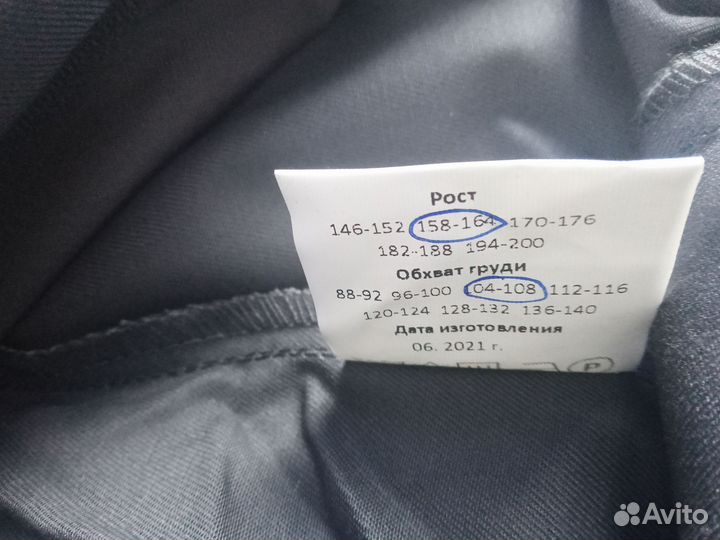 Рост
146-152 158-164 170-176
182-188 194-200
Обхват груди
88-92 96-100 104-108 112-116
120-124 128-132 136-140
Дата изготовления
06. 2021 г.
P
Avito